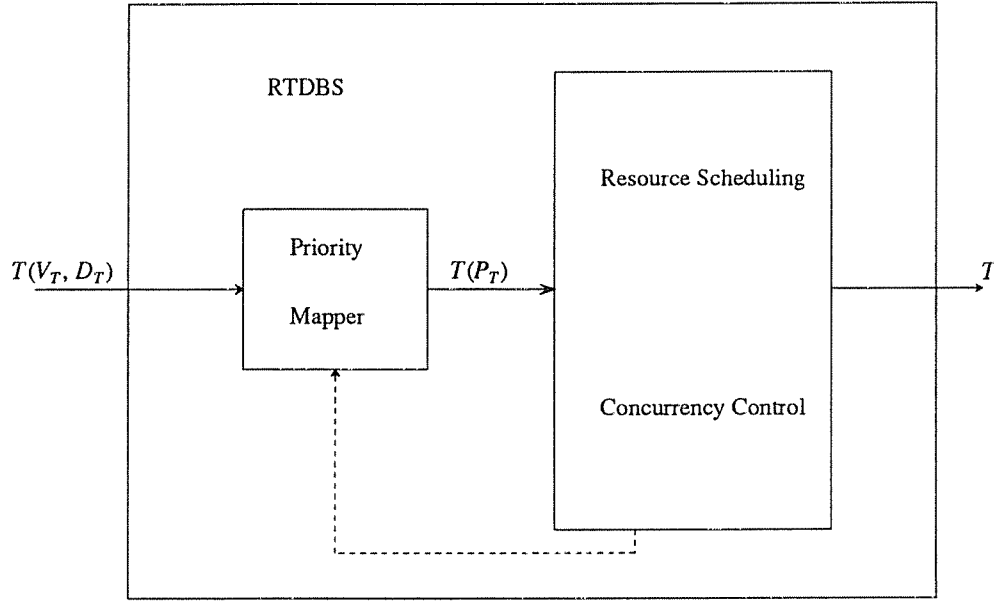 RTDBS
Resource Scheduling
Priority
Mapper
T(V_T, D_T)
T(P_T)
T
Concurrency Control